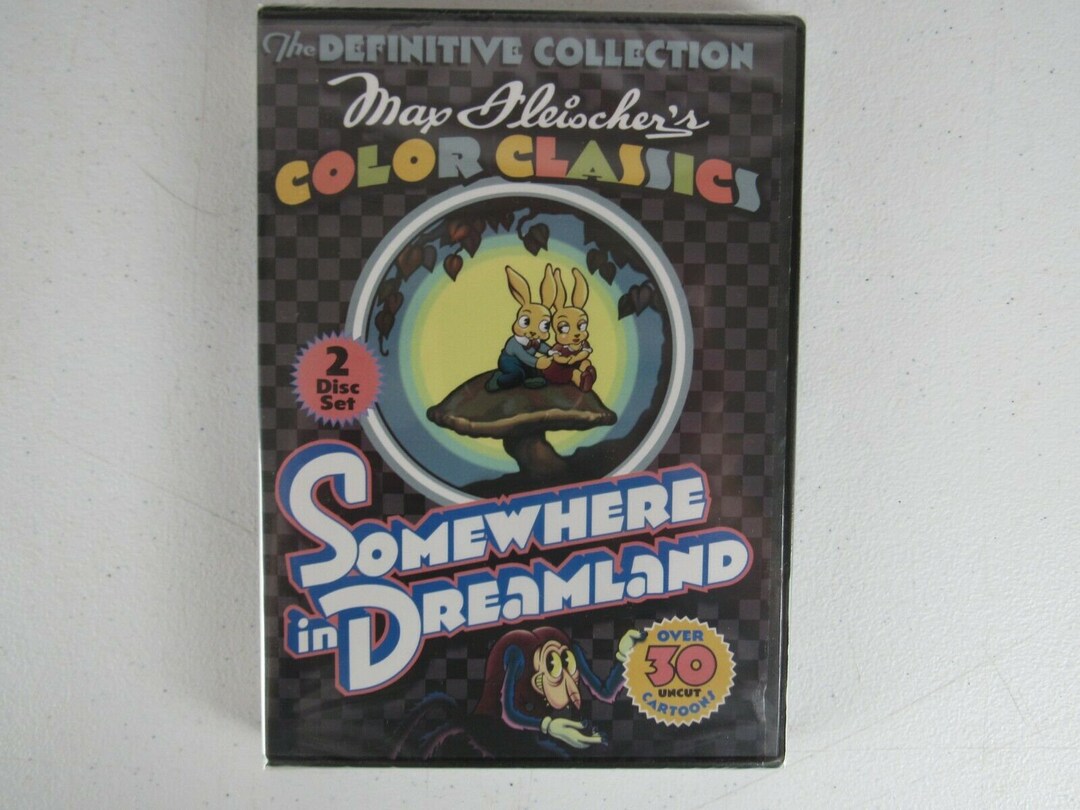 The DEFINITIVE COLLECTION
Max Fleischer's
COLOR CLASSICS
2
Disc
Set
SOMEWHERE
in DREAMLAND
OVER
30
UNCUT
CARTOONS